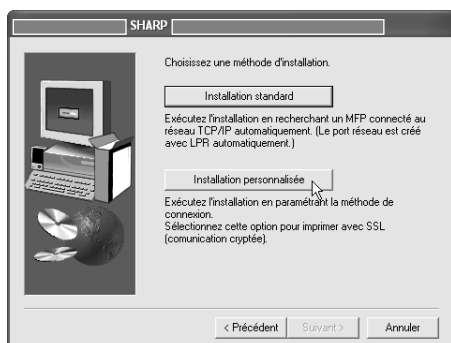 SHARP
Choisissez une méthode d'installation.
Installation standard
Exécutez l'installation en recherchant un MFP connecté au
réseau TCP/IP automatiquement. (Le port réseau est créé
avec LPR automatiquement.)
Installation personnalisée
Exécutez l'installation en paramétrant la méthode de
connexion.
Sélectionnez cette option pour imprimer avec SSL
(comunication cryptée).
< Précédent
Suivant >
Annuler